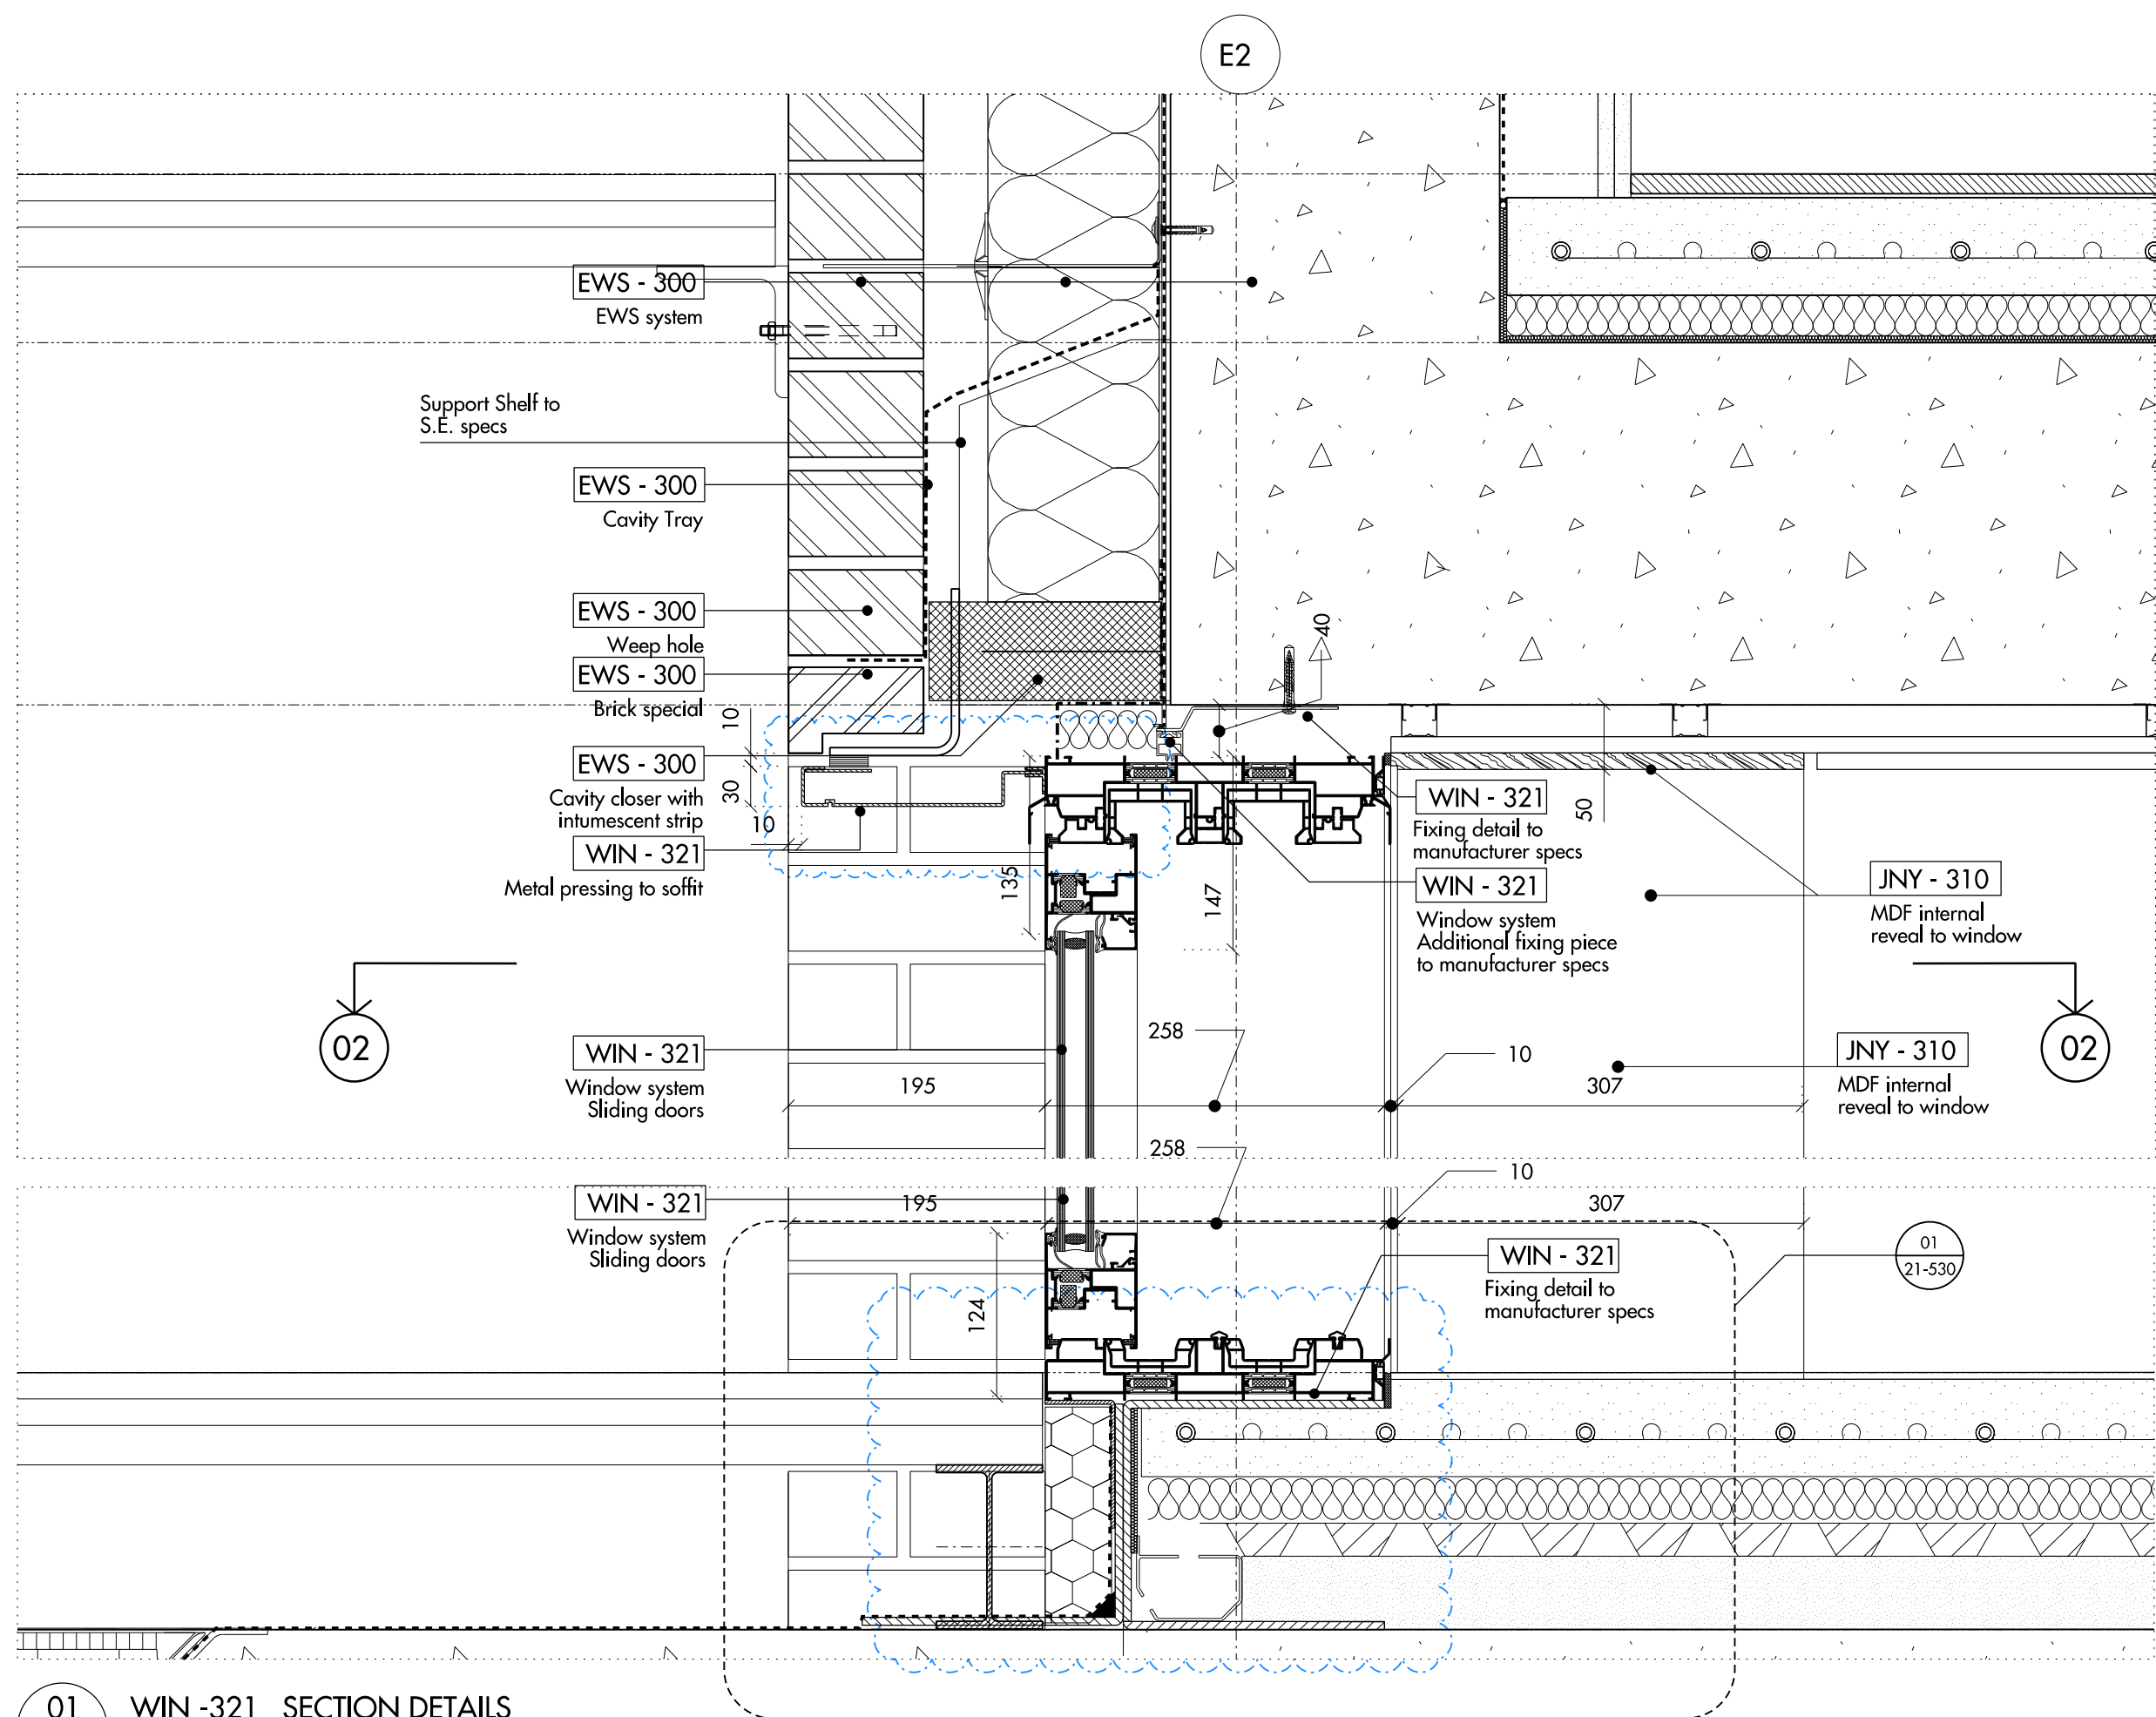 E2
EWS - 300
EWS system
Support Shelf to
S.E. specs
EWS - 300
Cavity Tray
EWS - 300
Weep hole
EWS - 300
Brick special
10
EWS - 300
Cavity closer with
intumescent strip
30
10
WIN - 321
Metal pressing to soffit
40
50
135
147
WIN - 321
Fixing detail to
manufacturer specs
WIN - 321
Window system
Additional fixing piece
to manufacturer specs
JNY - 310
MDF internal
reveal to window
02
02
WIN - 321
Window system
Sliding doors
195
258
10
307
JNY - 310
MDF internal
reveal to window
258
10
WIN - 321
Window system
Sliding doors
195
307
124
WIN - 321
Fixing detail to
manufacturer specs
01
21-530
01
WIN -321 SECTION DETAILS